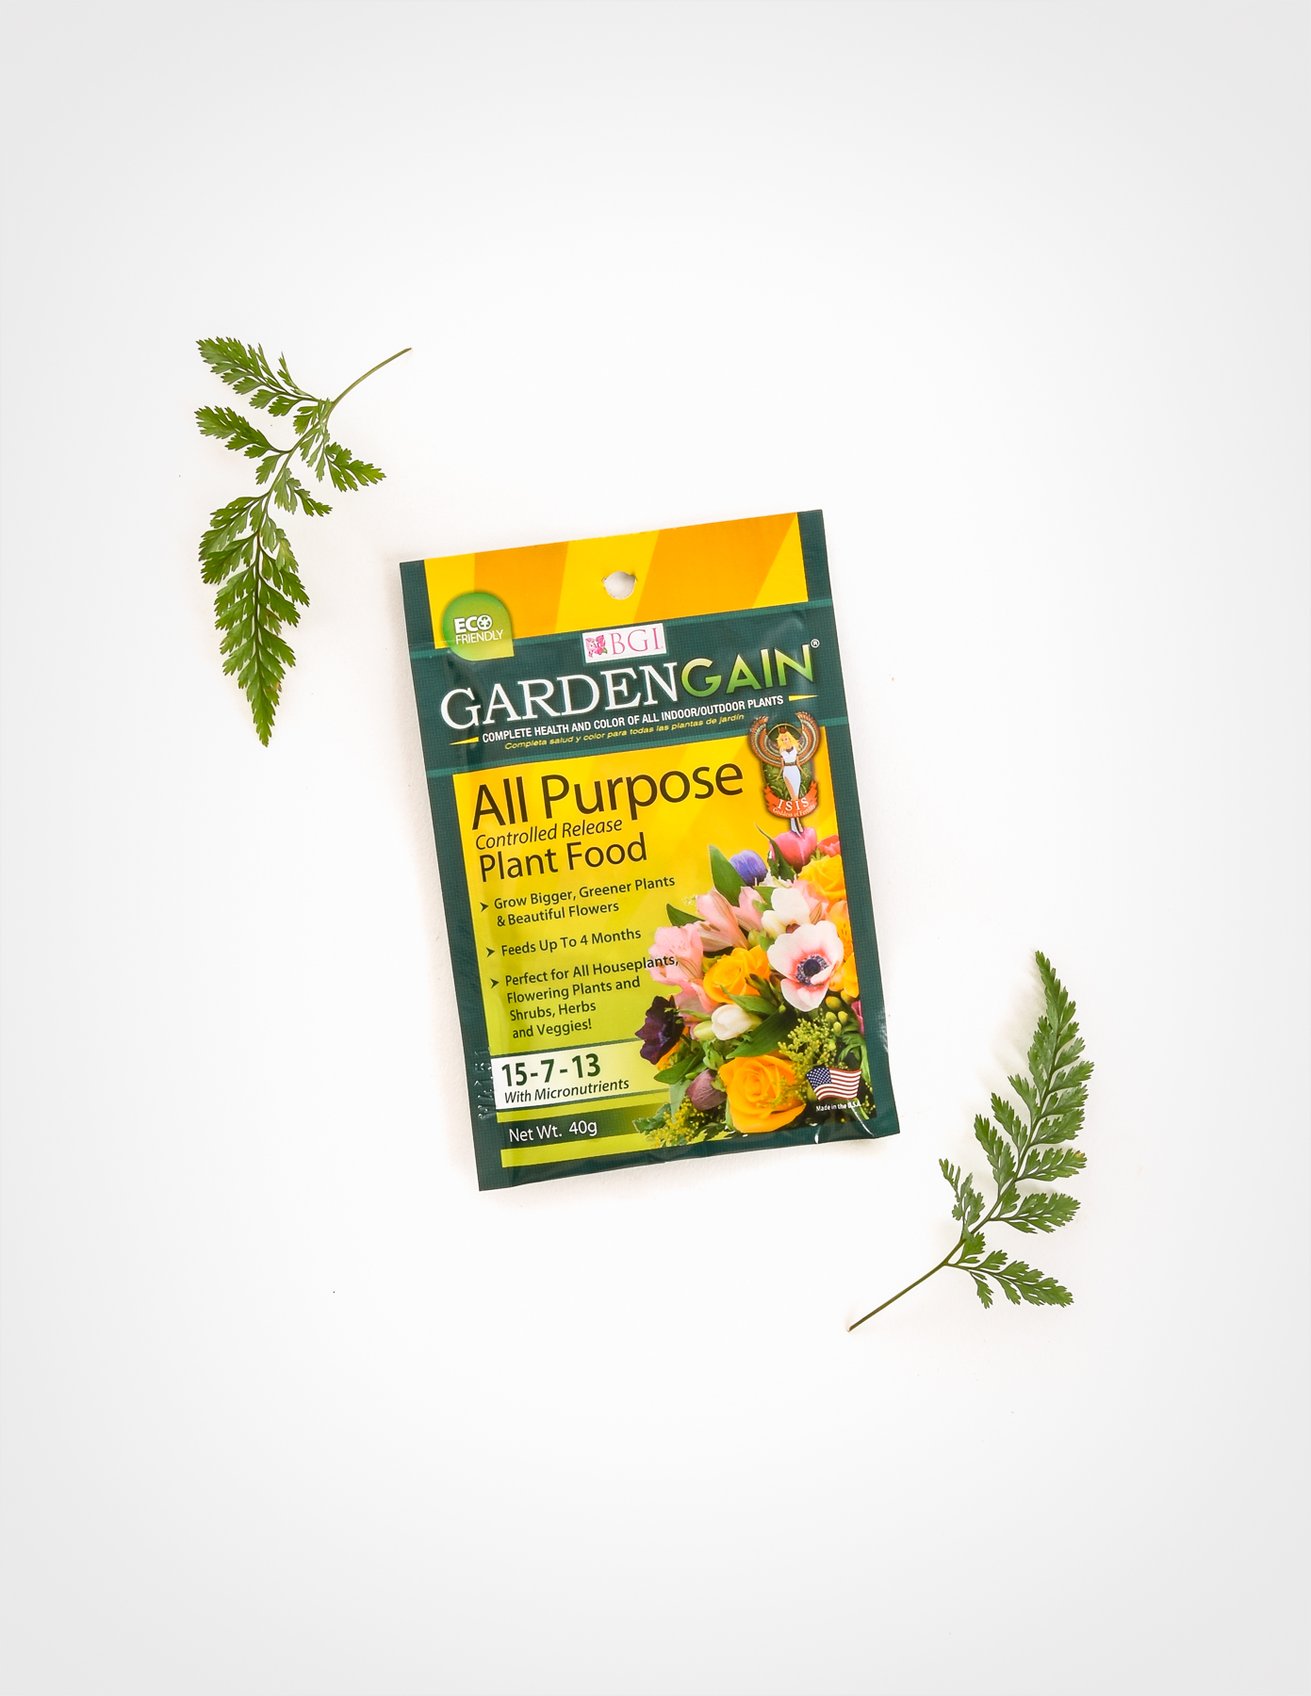 ECO
FRIENDLY
BGI
GARDENGAIN®
COMPLETE HEALTH AND COLOR OF ALL INDOOR/OUTDOOR PLANTS
Completa salud y color para todas las plantas de jardín
ISIS
All Purpose
Controlled Release
Plant Food
➤ Grow Bigger, Greener Plants
& Beautiful Flowers
➤ Feeds Up To 4 Months
➤ Perfect for All Houseplants,
Flowering Plants and
Shrubs, Herbs
and Veggies!
15-7-13
With Micronutrients
Made in the U.S.A.
Net Wt. 40g